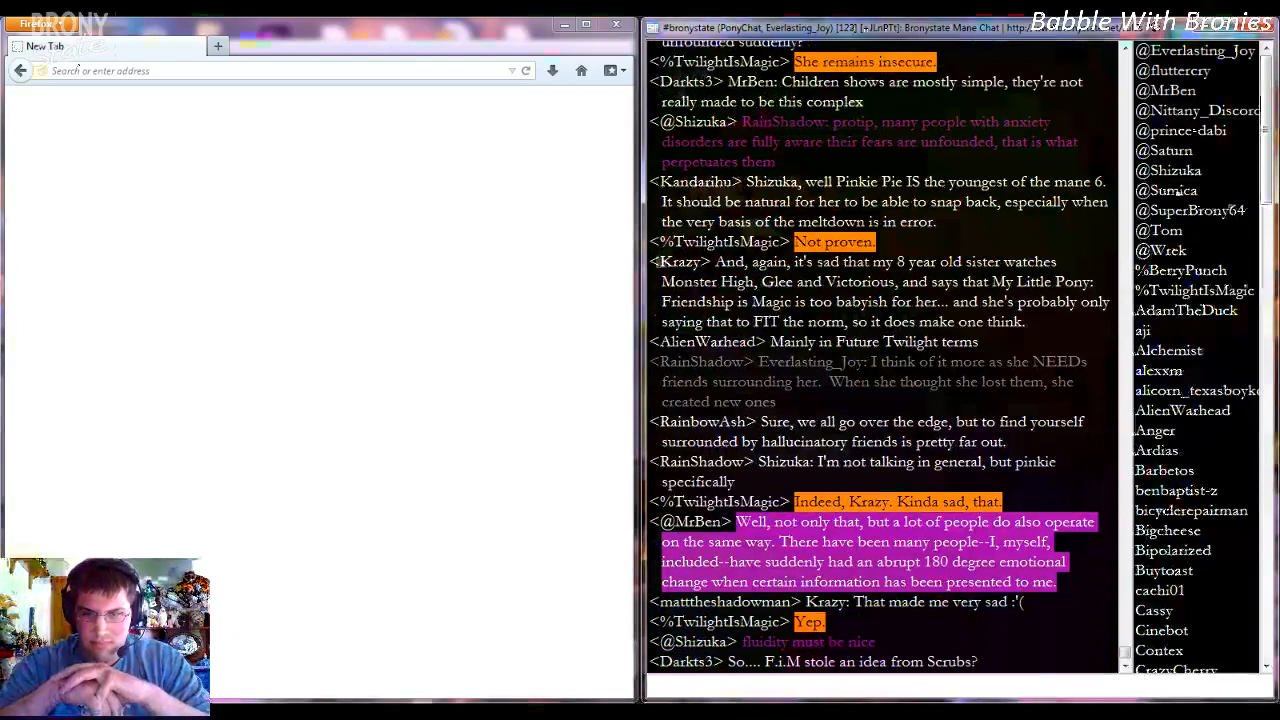 Firefox
BRONY
New Tab
Search or enter address
#bronystate (PonyChat, Everlasting_Joy) [123] [+JLnPTt]: Bronystate Mane Chat | http://
Babble With Bronies
unfounded suddenly?
<%TwilightIsMagic> She remains insecure.
<Darkts3> MrBen: Children shows are mostly simple, they're not
really made to be this complex
<@Shizuka> RainShadow: protip, many people with anxiety
disorders are fully aware their fears are unfounded, that is what
perpetuates them
<Kandarihu> Shizuka, well Pinkie Pie IS the youngest of the mane 6.
It should be natural for her to be able to snap back, especially when
the very basis of the meltdown is in error.
<%TwilightIsMagic> Not proven.
<Krazy> And, again, it's sad that my 8 year old sister watches
Monster High, Glee and Victorious, and says that My Little Pony:
Friendship is Magic is too babyish for her... and she's probably only
saying that to FIT the norm, so it does make one think.
<AlienWarhead> Mainly in Future Twilight terms
<RainShadow> Everlasting_Joy: I think of it more as she NEEDs
friends surrounding her. When she thought she lost them, she
created new ones
<RainbowAsh> Sure, we all go over the edge, but to find yourself
surrounded by hallucinatory friends is pretty far out.
<RainShadow> Shizuka: I'm not talking in general, but pinkie
specifically
<%TwilightIsMagic> Indeed, Krazy. Kinda sad, that.
<@MrBen> Well, not only that, but a lot of people do also operate
on the same way. There have been many people--I, myself,
included--have suddenly had an abrupt 180 degree emotional
change when certain information has been presented to me.
<matttheshadowman> Krazy: That made me very sad :'(
<%TwilightIsMagic> Yep.
<@Shizuka> fluidity must be nice
<Darkts3> So.... F.i.M stole an idea from Scrubs?
@Everlasting_Joy
@fluttercry
@MrBen
@Nittany_Discord
@prince-dabi
@Saturn
@Shizuka
@Sumica
@SuperBrony64
@Tom
@Wrek
%BerryPunch
%TwilightIsMagic
AdamTheDuck
aji
Alchemist
alexxm
alicorn_texasboyke
AlienWarhead
Anger
Ardias
Barbetos
benbaptist-z
bicyclerepairman
Bigcheese
Bipolarized
Buytoast
cachi01
Cassy
Cinebot
Contex
CrazyCherry